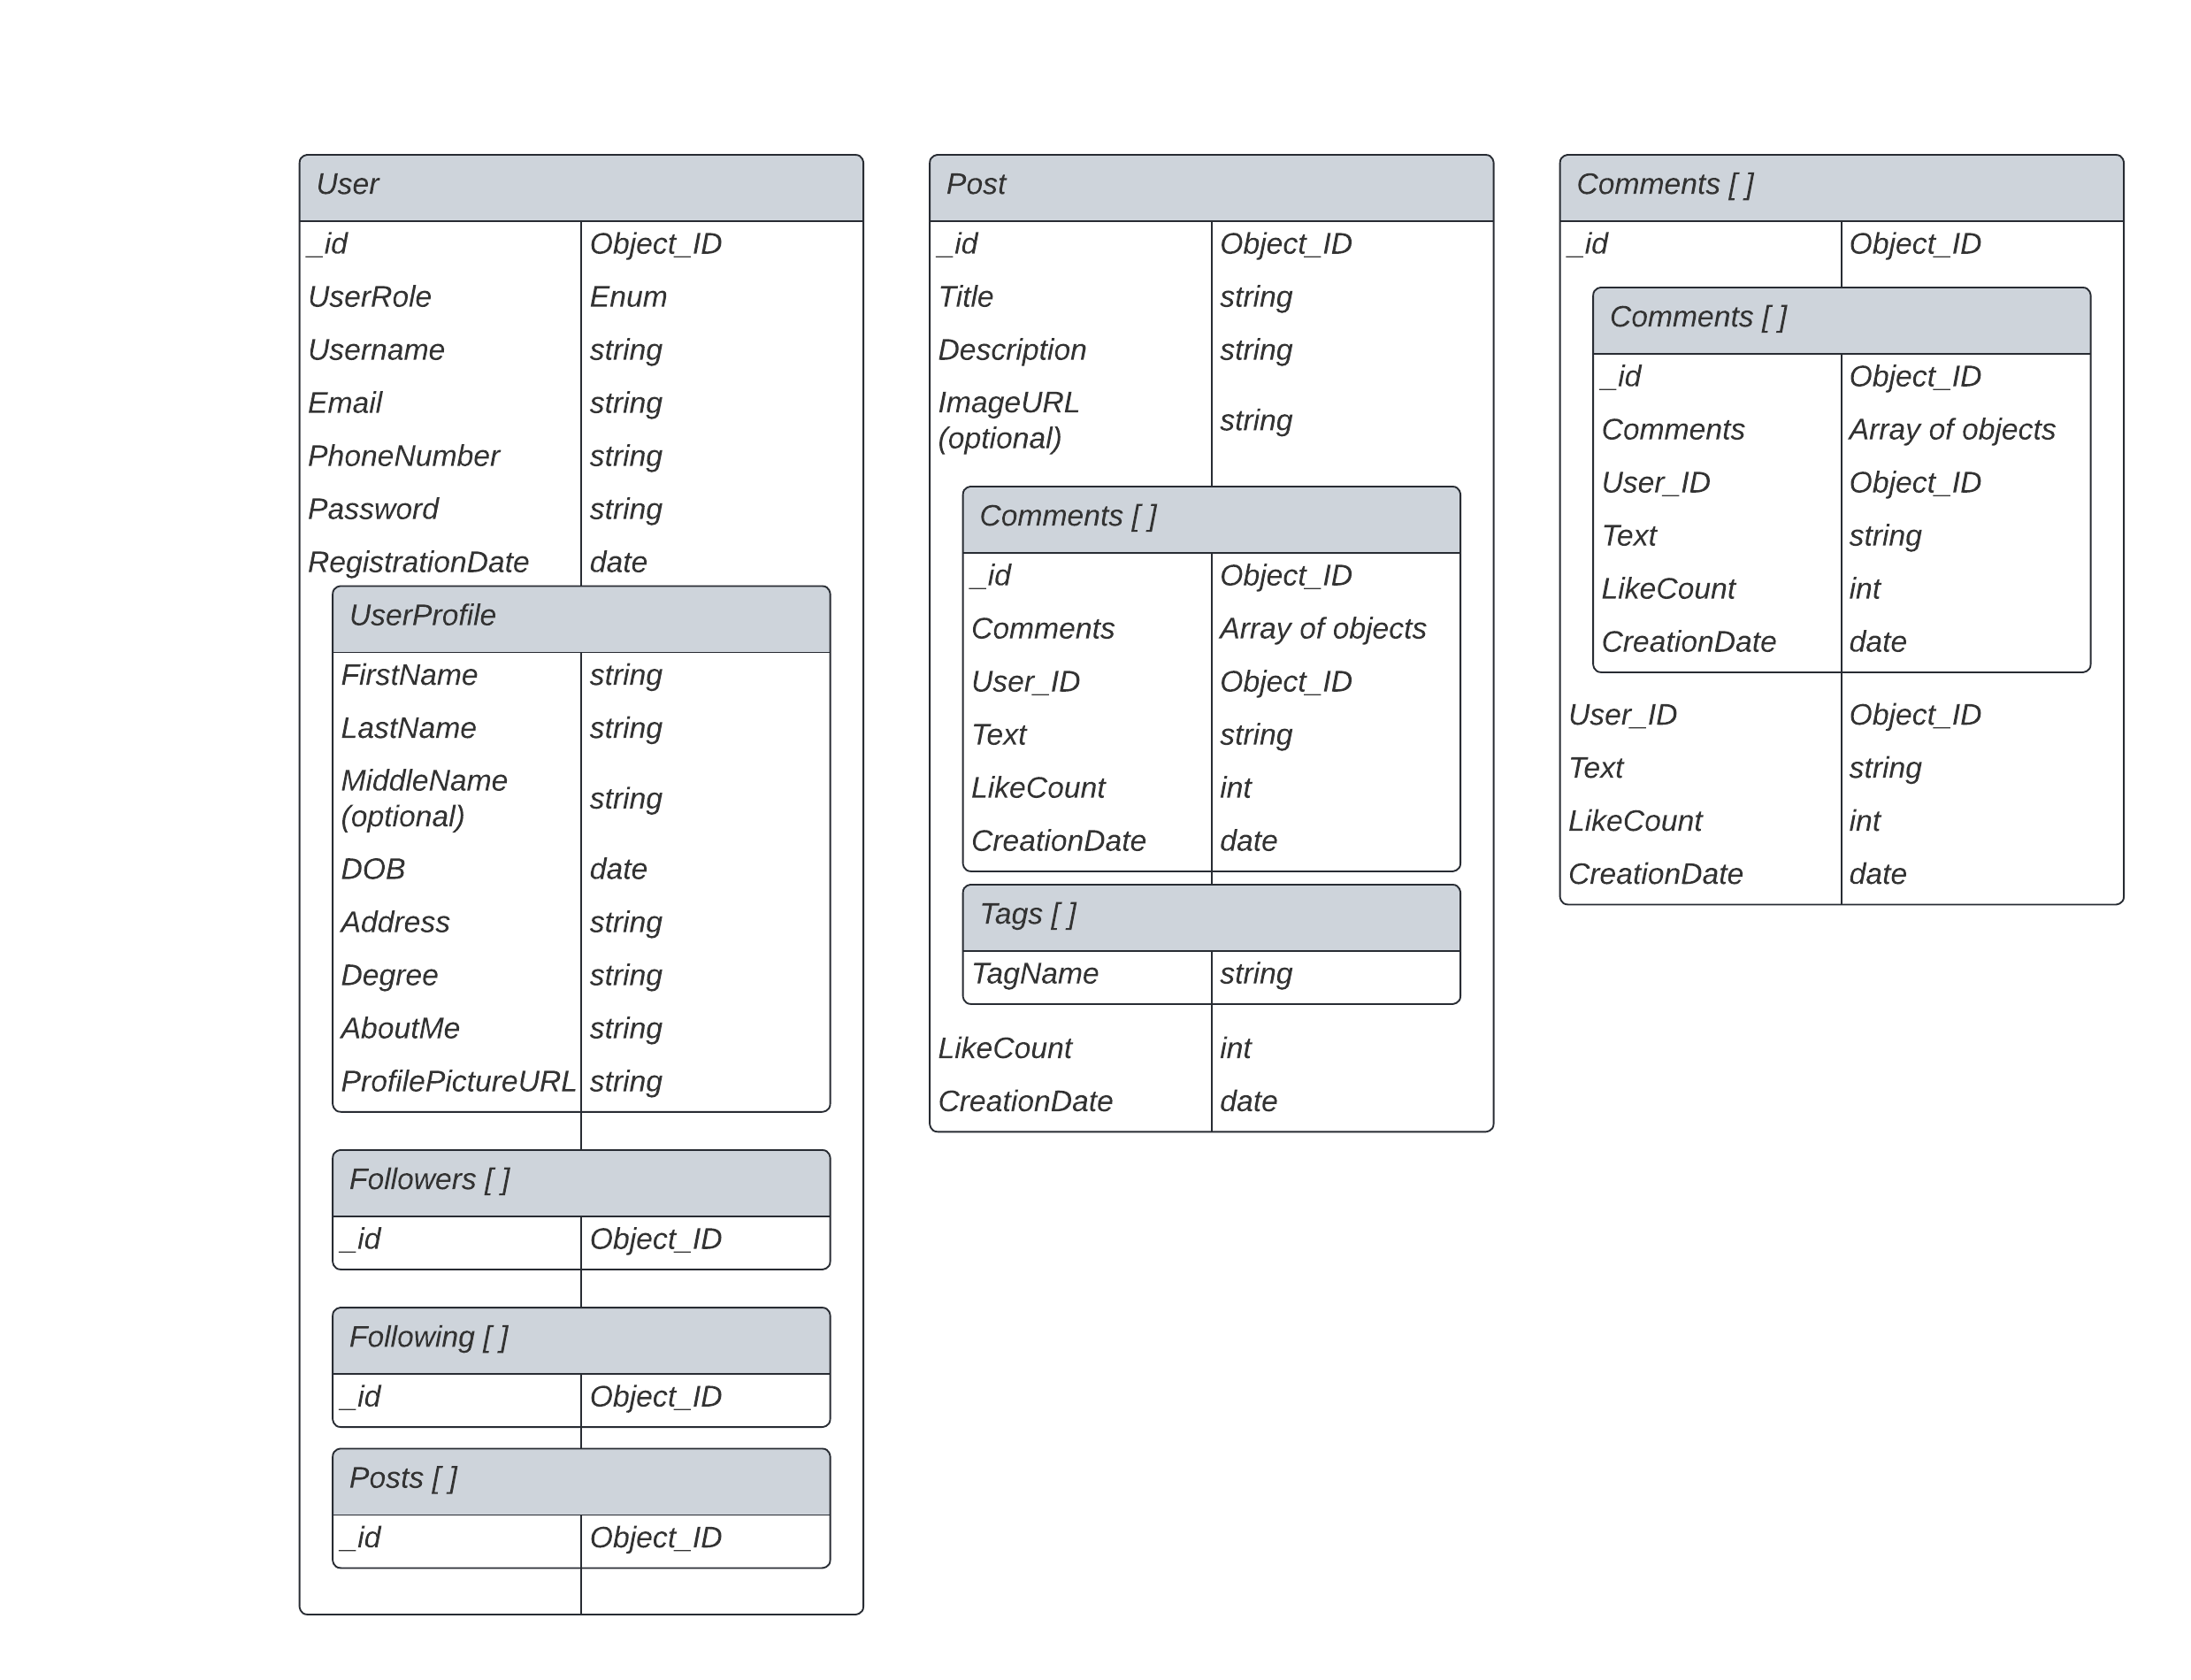 User
_id Object_ID
UserRole Enum
Username string
Email string
PhoneNumber string
Password string
RegistrationDate date
UserProfile
FirstName string
LastName string
MiddleName
(optional) string
DOB date
Address string
Degree string
AboutMe string
ProfilePictureURL string
Followers [ ]
_id Object_ID
Following [ ]
_id Object_ID
Posts [ ]
_id Object_ID
Post
_id Object_ID
Title string
Description string
ImageURL
(optional) string
Comments [ ]
_id Object_ID
Comments Array of objects
User_ID Object_ID
Text string
LikeCount int
CreationDate date
Tags [ ]
TagName string
LikeCount int
CreationDate date
Comments [ ]
_id Object_ID
Comments [ ]
_id Object_ID
Comments Array of objects
User_ID Object_ID
Text string
LikeCount int
CreationDate date
User_ID Object_ID
Text string
LikeCount int
CreationDate date